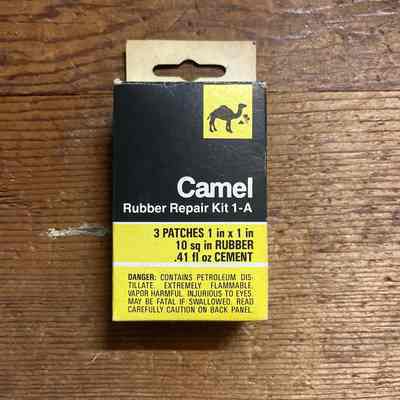 Camel
Rubber Repair Kit 1-A
3 PATCHES 1 in x 1 in
10 sq in RUBBER
.41 fl oz CEMENT
DANGER: CONTAINS PETROLEUM DIS-
TILLATE. EXTREMELY FLAMMABLE.
VAPOR HARMFUL. INJURIOUS TO EYES.
MAY BE FATAL IF SWALLOWED. READ
CAREFULLY CAUTION ON BACK PANEL.